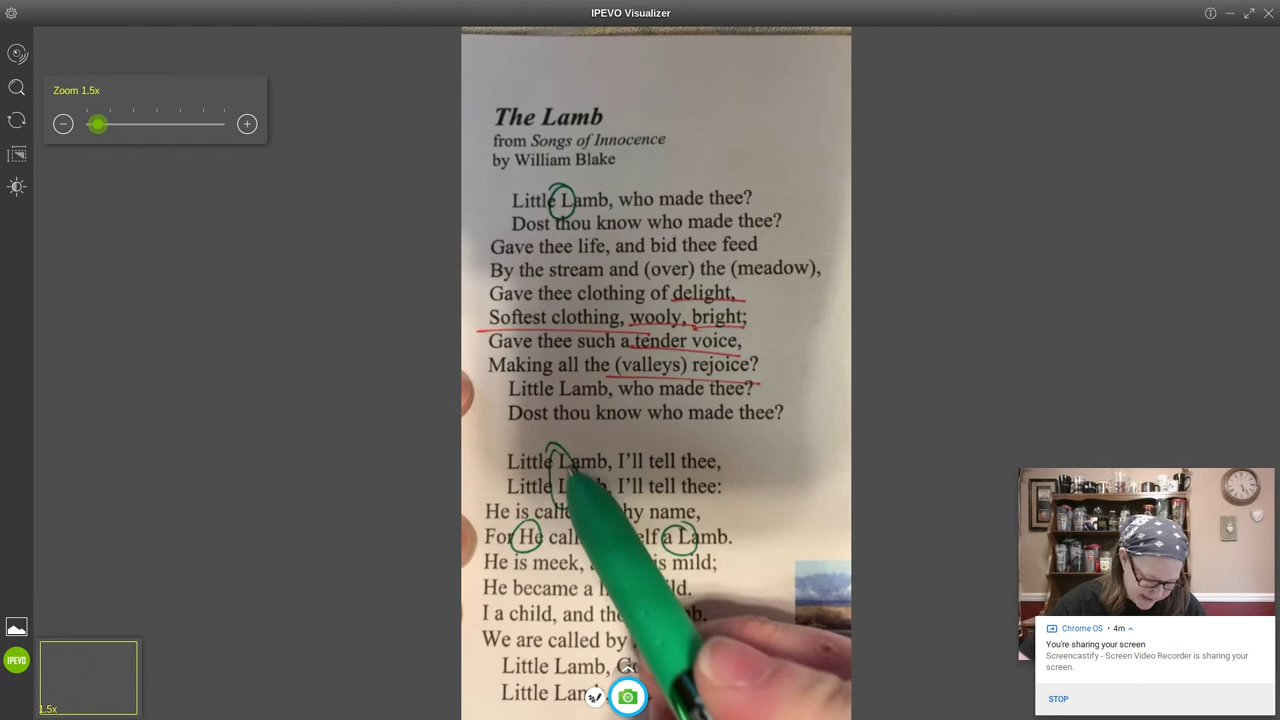 IPEVO Visualizer
Zoom 1.5x
The Lamb
from Songs of Innocence
by William Blake
Little Lamb, who made thee?
Dost thou know who made thee?
Gave thee life, and bid thee feed
By the stream and (over) the (meadow),
Gave thee clothing of delight,
Softest clothing, wooly, bright;
Gave thee such a tender voice,
Making all the (valleys) rejoice?
Little Lamb, who made thee?
Dost thou know who made thee?
Little Lamb, I'll tell thee,
Little I'll tell thee:
He is name,
For He a Lamb.
He is meek, is mild;
He became a
I a child, and
We are called by
Little Lamb,
Little
IPEVO
1.5x
Chrome OS • 4m
You're sharing your screen
Screencastify - Screen Video Recorder is sharing your
screen.
STOP